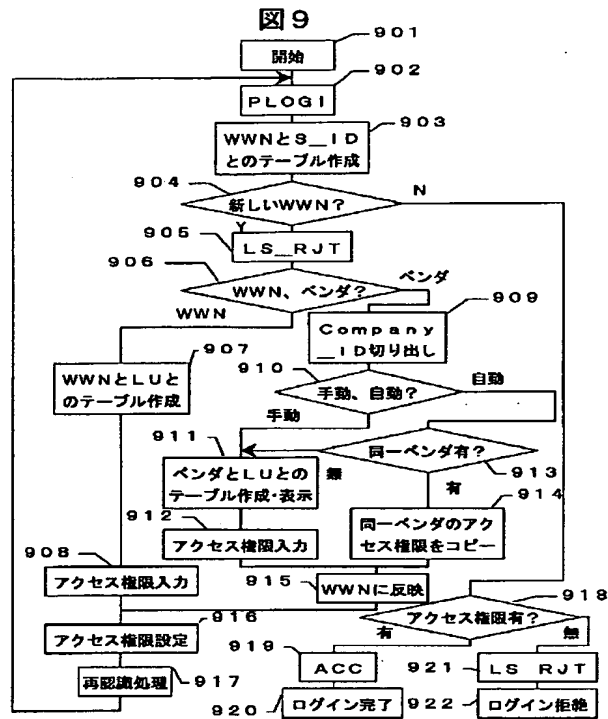 図9
901
開始
902
PLOGI
903
WWNとS__ID
とのテーブル作成
904
N
新しいWWN?
905
Y
LS__RJT
906
ベンダ
WWN、ベンダ?
WWN
909
Company
__ID切り出し
907
WWNとLUと
のテーブル作成
910
自動
手動、自動?
手動
911
同一ベンダ有?
913
ベンダとLUとの
テーブル作成・表示
無
有
914
912
同一ベンダのアク
セス権限をコピー
アクセス権限入力
908
アクセス権限入力
915
WWNに反映
918
916
アクセス権限有?
有
無
アクセス権限設定
919
ACC
921
LS RJT
再認識処理
917
920
ログイン完了
922
ログイン拒絶